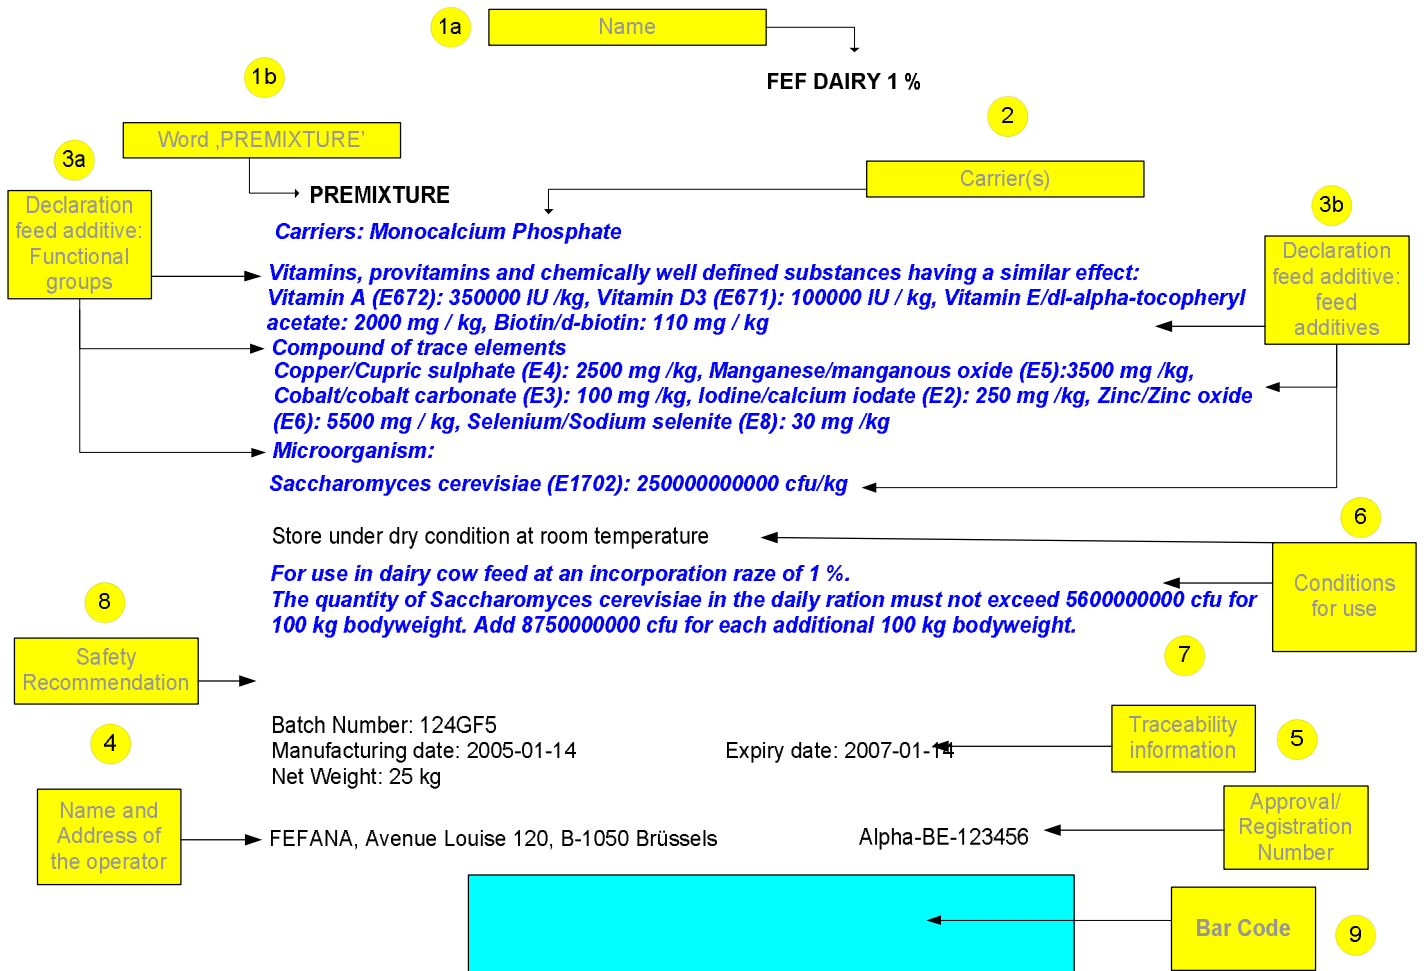 1a
Name
FEF DAIRY 1 %
1b
2
Word ‚PREMIXTURE’
3a
Carrier(s)
PREMIXTURE
3b
Declaration
feed additive:
Functional
groups
Carriers: Monocalcium Phosphate
Declaration
feed additive:
feed
additives
Vitamins, provitamins and chemically well defined substances having a similar effect:
Vitamin A (E672): 350000 IU /kg, Vitamin D3 (E671): 100000 IU / kg, Vitamin E/dl-alpha-tocopheryl
acetate: 2000 mg / kg, Biotin/d-biotin: 110 mg / kg
Compound of trace elements
Copper/Cupric sulphate (E4): 2500 mg /kg, Manganese/manganous oxide (E5):3500 mg /kg,
Cobalt/cobalt carbonate (E3): 100 mg /kg, Iodine/calcium iodate (E2): 250 mg /kg, Zinc/Zinc oxide
(E6): 5500 mg / kg, Selenium/Sodium selenite (E8): 30 mg /kg
Microorganism:
Saccharomyces cerevisiae (E1702): 250000000000 cfu/kg
6
Store under dry condition at room temperature
Conditions
for use
For use in dairy cow feed at an incorporation raze of 1 %.
The quantity of Saccharomyces cerevisiae in the daily ration must not exceed 5600000000 cfu for
100 kg bodyweight. Add 8750000000 cfu for each additional 100 kg bodyweight.
8
Safety
Recommendation
7
Batch Number: 124GF5
Manufacturing date: 2005-01-14
Expiry date: 2007-01-14
Net Weight: 25 kg
Traceability
information
5
4
Name and
Address of
the operator
FEFANA, Avenue Louise 120, B-1050 Brüssels
Alpha-BE-123456
Approval/
Registration
Number
Bar Code
9